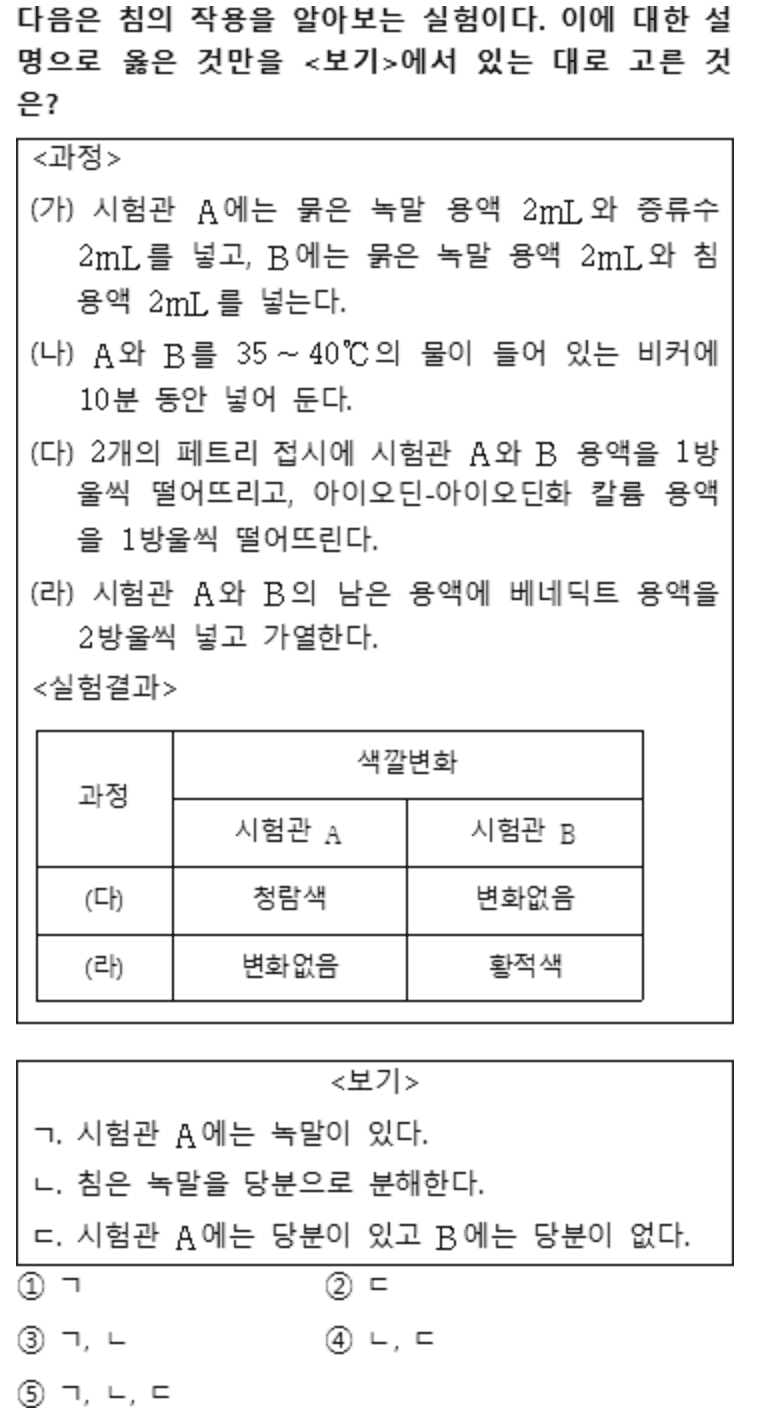 다음은 침의 작용을 알아보는 실험이다. 이에 대한 설
명으로 옳은 것만을 <보기>에서 있는 대로 고른 것
은?
<과정>
(가) 시험관 A에는 묽은 녹말 용액 2mL와 증류수
2mL를 넣고, B에는 묽은 녹말 용액 2mL와 침
용액 2mL를 넣는다.
(나) A와 B를 35 ~ 40℃의 물이 들어 있는 비커에
10분 동안 넣어 둔다.
(다) 2개의 페트리 접시에 시험관 A와 B 용액을 1방
울씩 떨어뜨리고, 아이오딘-아이오딘화 칼륨 용액
을 1방울씩 떨어뜨린다.
(라) 시험관 A와 B의 남은 용액에 베네딕트 용액을
2방울씩 넣고 가열한다.
<실험결과>
과정 색깔변화
시험관 A 시험관 B
(다) 청람색 변화없음
(라) 변화없음 황적색
<보기>
ㄱ. 시험관 A에는 녹말이 있다.
ㄴ. 침은 녹말을 당분으로 분해한다.
ㄷ. 시험관 A에는 당분이 있고 B에는 당분이 없다.
① ㄱ ② ㄷ
③ ㄱ, ㄴ ④ ㄴ, ㄷ
⑤ ㄱ, ㄴ, ㄷ